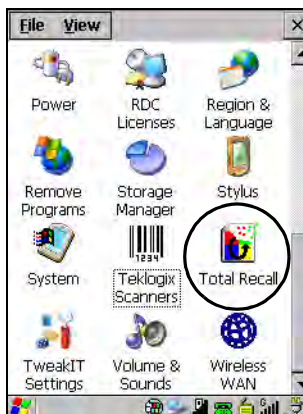 File View
Power
RDC
Licenses
Region &
Language
Remove
Programs
Storage
Manager
Stylus
System
1234
Teklogix
Scanners
Total Recall
TweakIT
Settings
Volume &
Sounds
Wireless
WAN